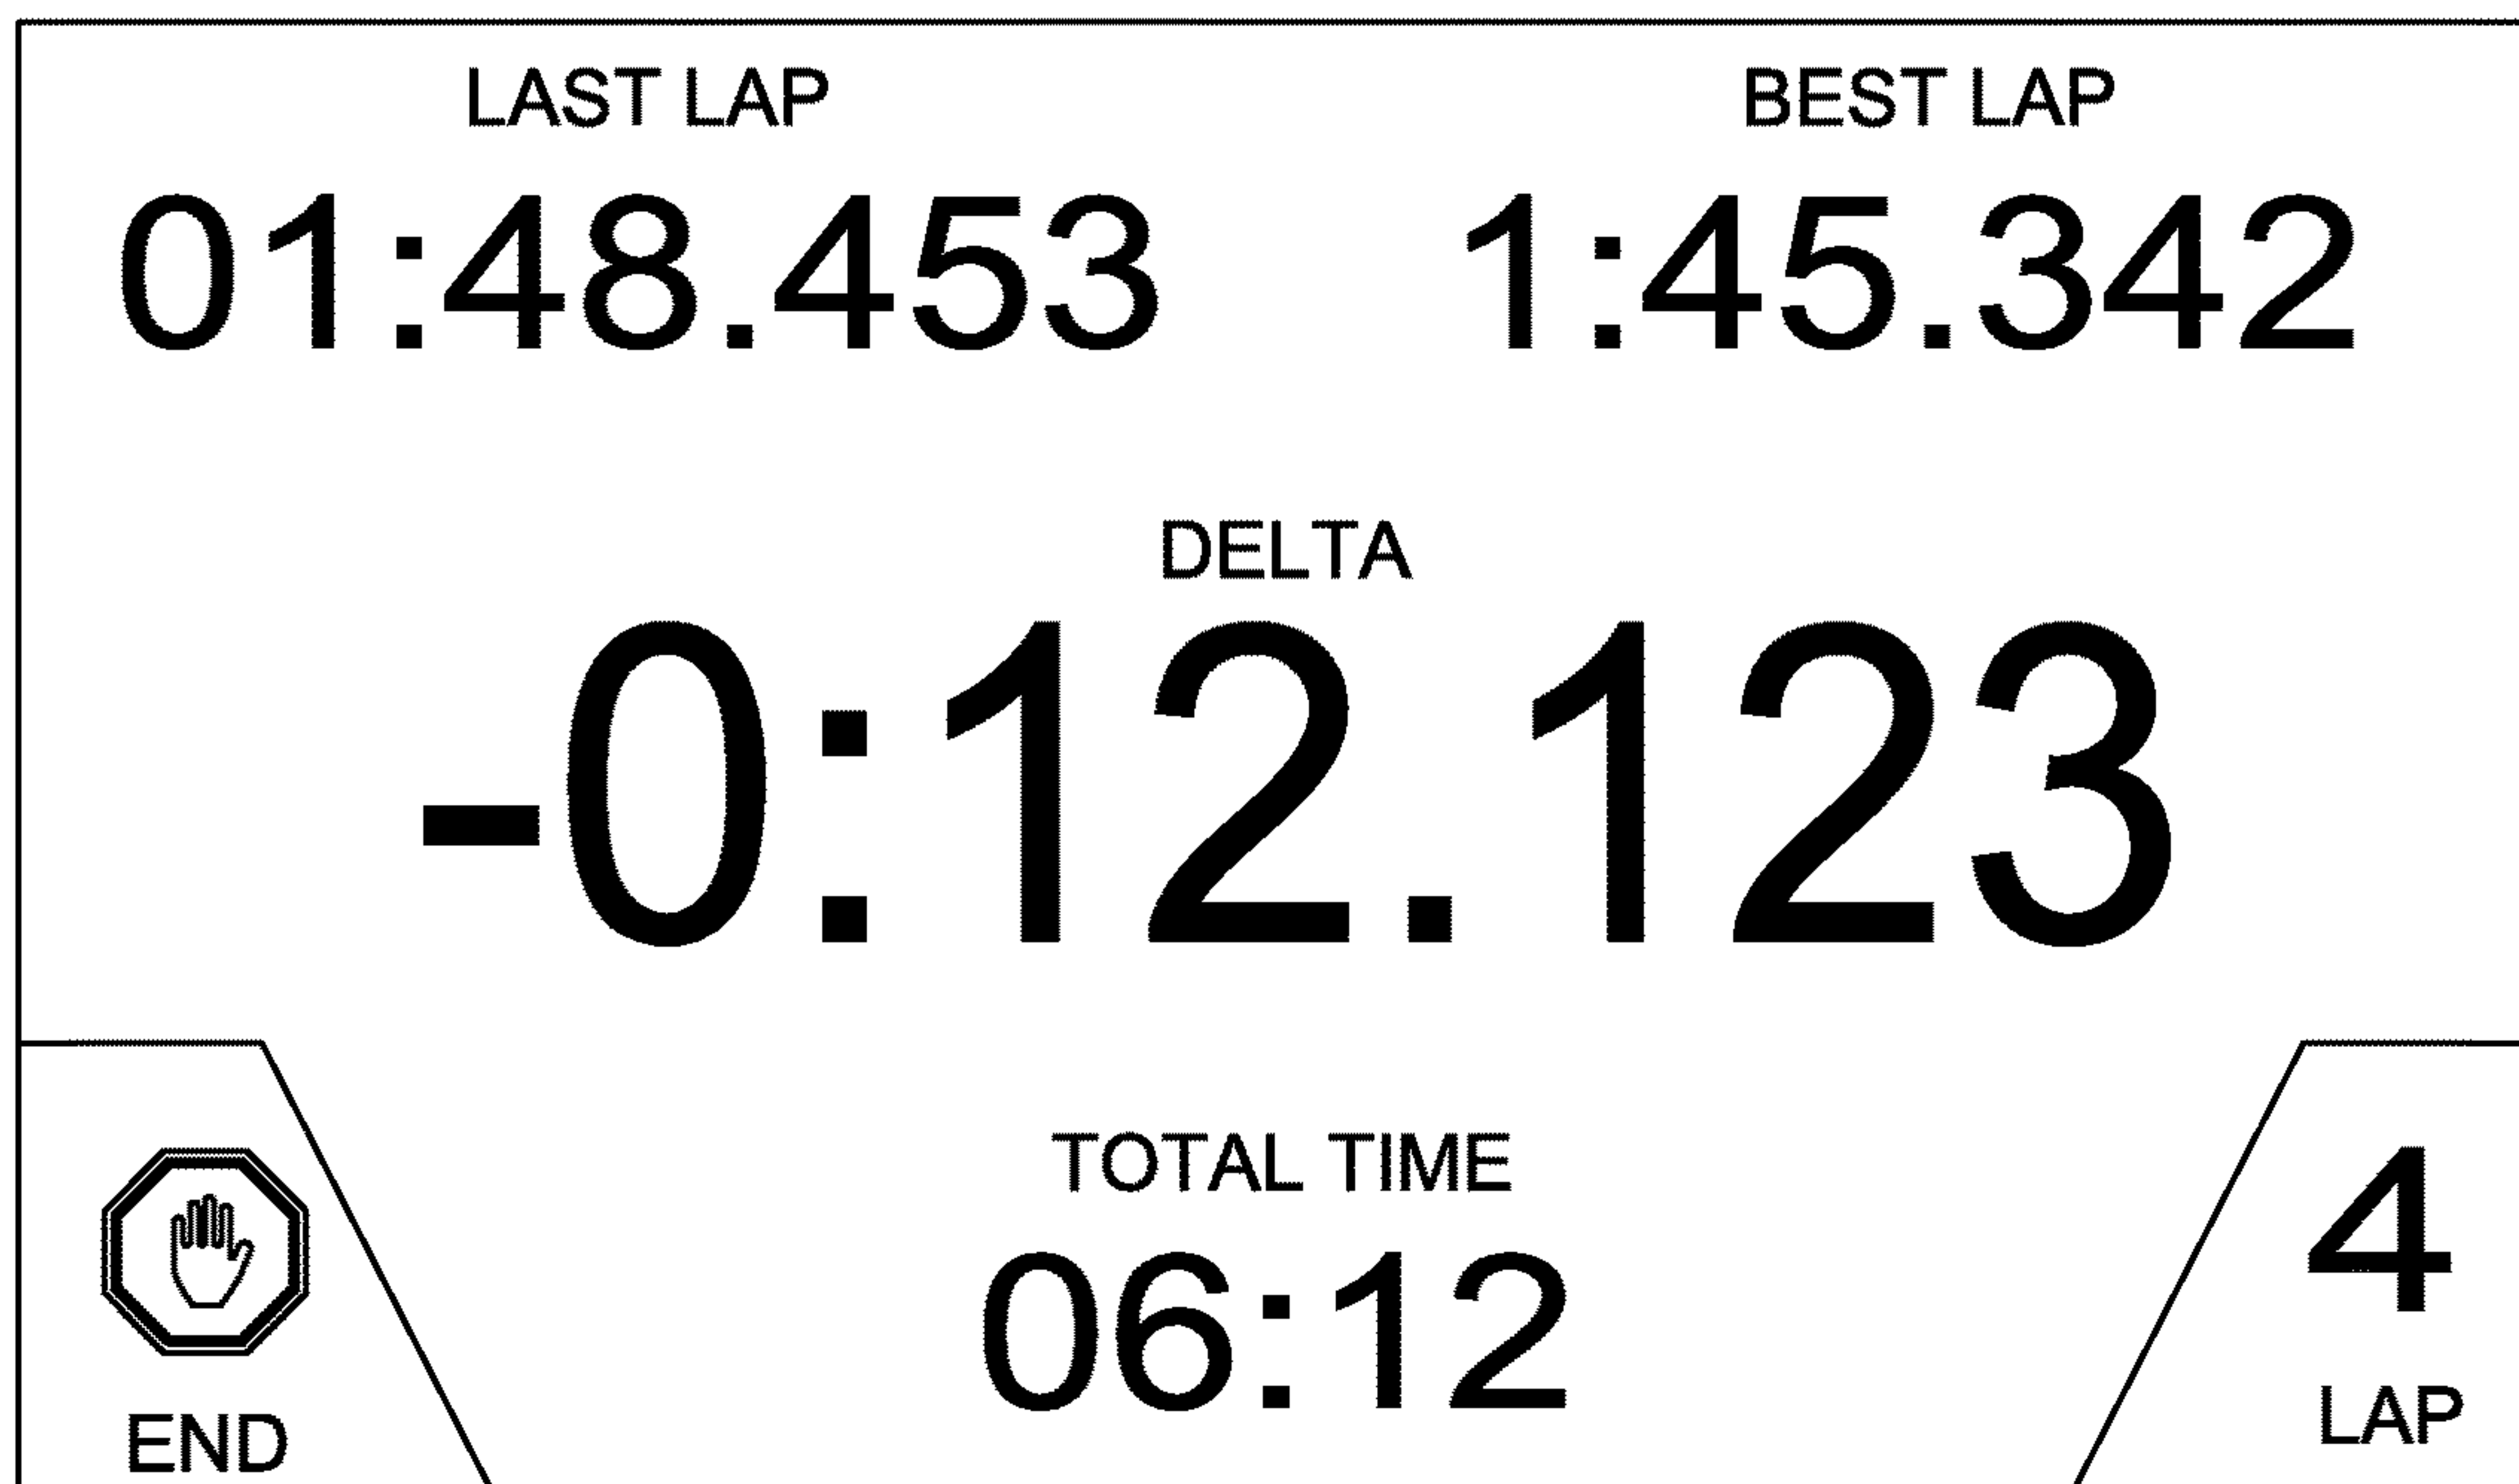 LAST LAP
01:48.453
BEST LAP
1:45.342
DELTA
-0:12.123
TOTAL TIME
06:12
END
4
LAP